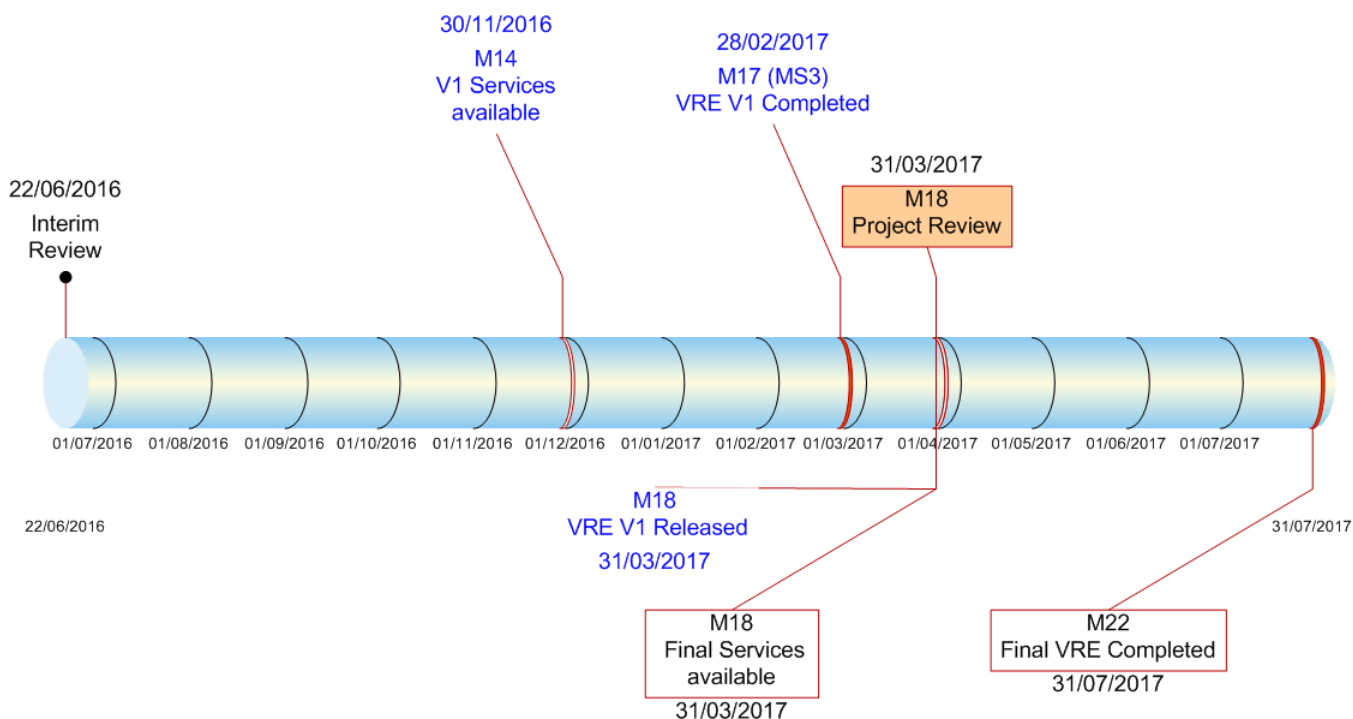 30/11/2016
M14
V1 Services
available
28/02/2017
M17 (MS3)
VRE V1 Completed
31/03/2017
M18
Project Review
22/06/2016
Interim
Review
01/07/2016
01/08/2016
01/09/2016
01/10/2016
01/11/2016
01/12/2016
01/01/2017
01/02/2017
01/03/2017
01/04/2017
01/05/2017
01/06/2017
01/07/2017
22/06/2016
31/07/2017
M18
VRE V1 Released
31/03/2017
M18
Final Services
available
31/03/2017
M22
Final VRE Completed
31/07/2017